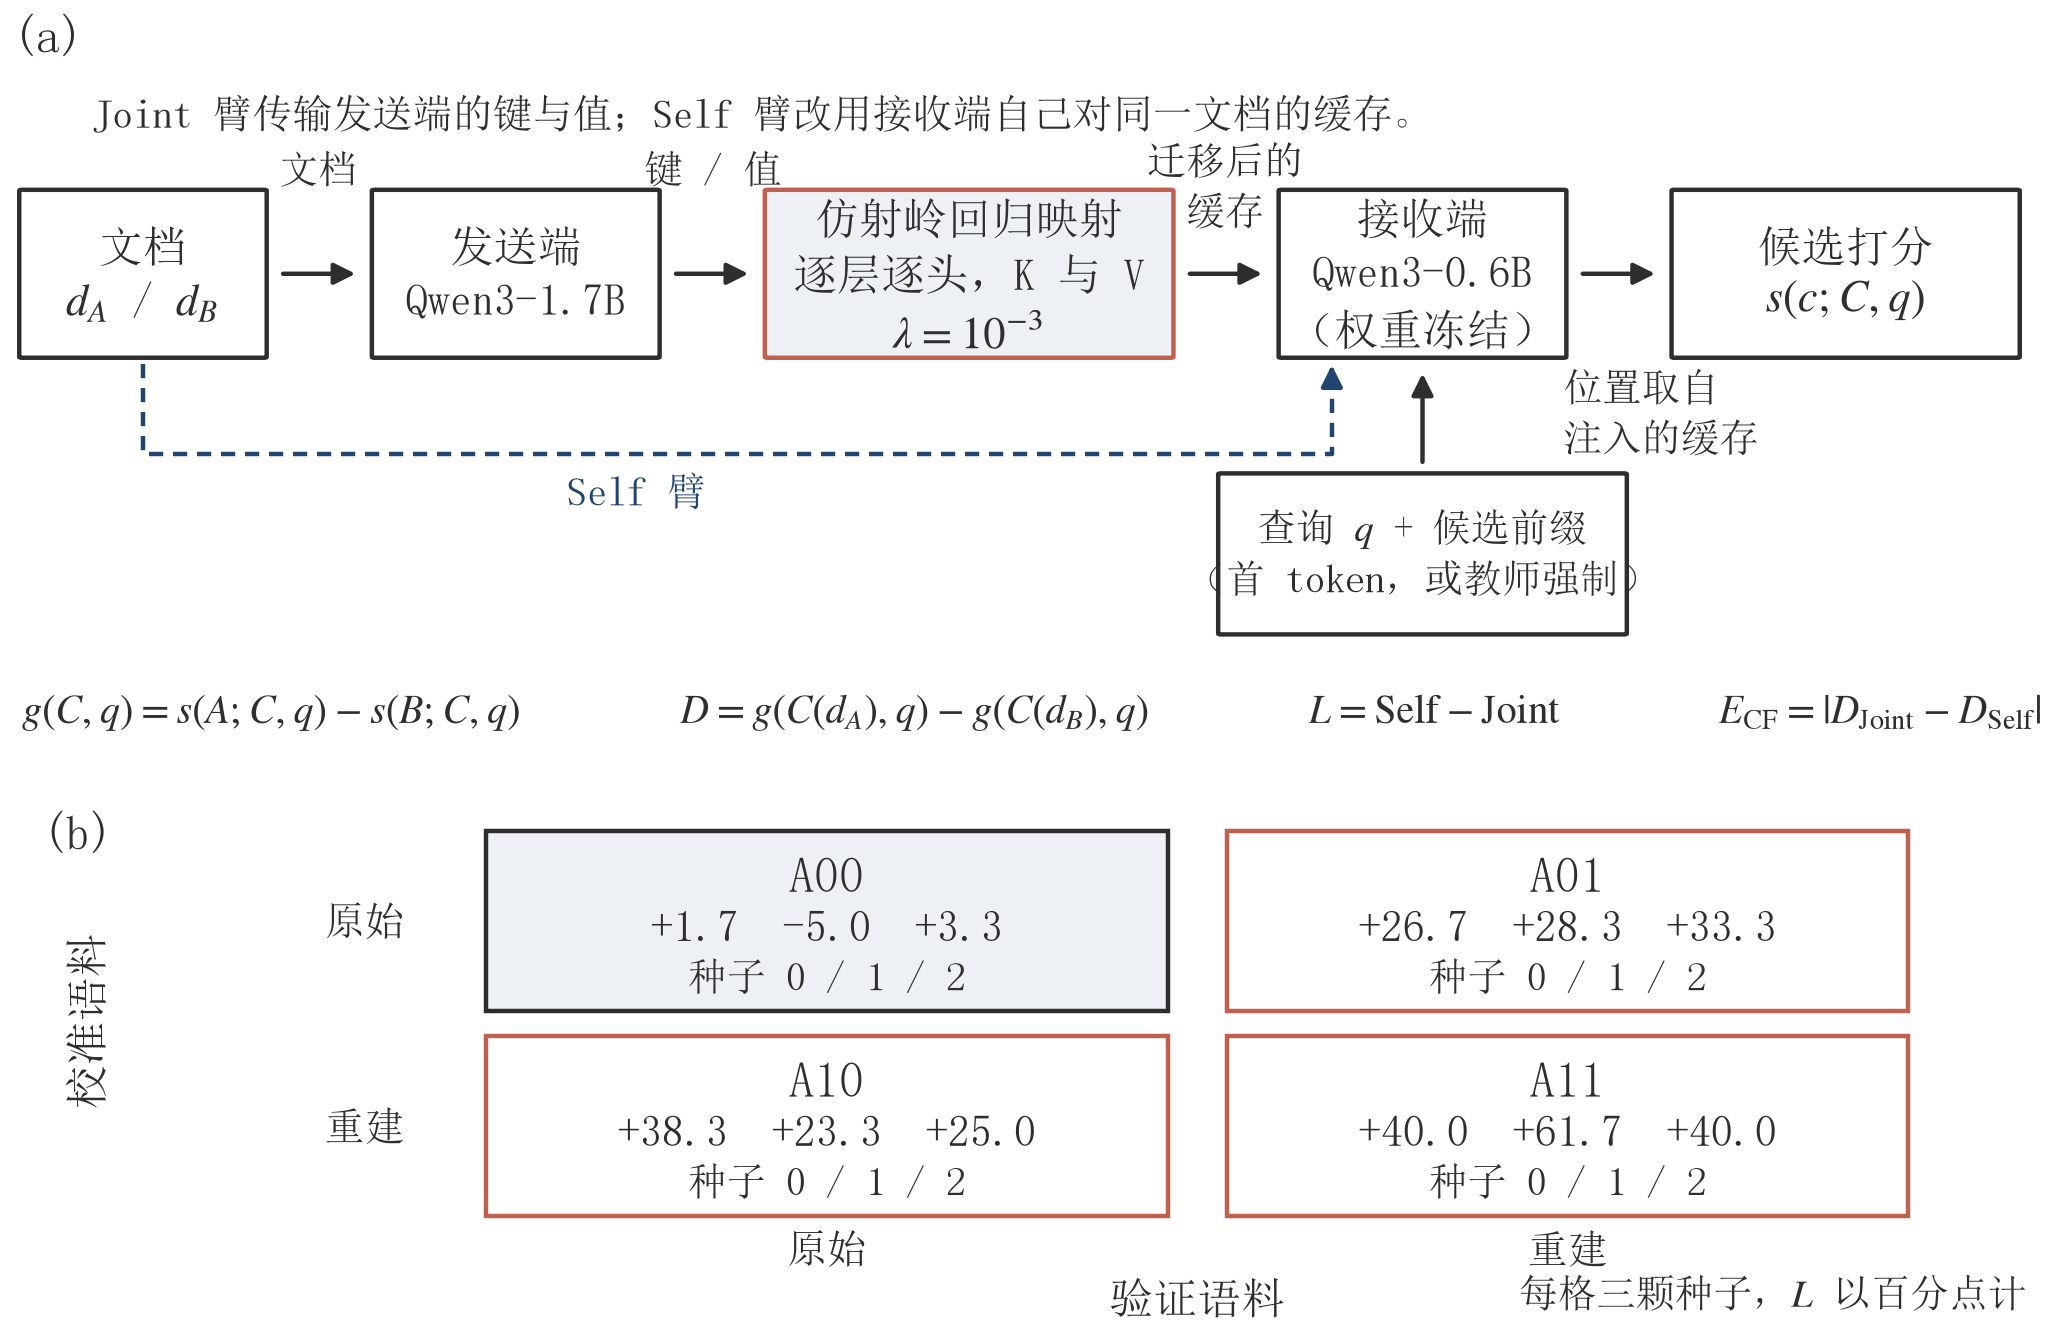 (a)
Joint 臂传输发送端的键与值；Self 臂改用接收端自己对同一文档的缓存。
文档
键 / 值
迁移后的
缓存
文档
d_A / d_B
发送端
Qwen3-1.7B
仿射岭回归映射
逐层逐头，K 与 V
λ = 10⁻³
接收端
Qwen3-0.6B
（权重冻结）
候选打分
s(c; C, q)
位置取自
注入的缓存
Self 臂
查询 q + 候选前缀
（首 token，或教师强制）
g(C, q) = s(A; C, q) − s(B; C, q)
D = g(C(d_A), q) − g(C(d_B), q)
L = Self − Joint
E_CF = |D_Joint − D_Self|
(b)
校准语料
原始
A00
+1.7 -5.0 +3.3
种子 0 / 1 / 2
A01
+26.7 +28.3 +33.3
种子 0 / 1 / 2
重建
A10
+38.3 +23.3 +25.0
种子 0 / 1 / 2
A11
+40.0 +61.7 +40.0
种子 0 / 1 / 2
原始
重建
验证语料
每格三颗种子，L 以百分点计